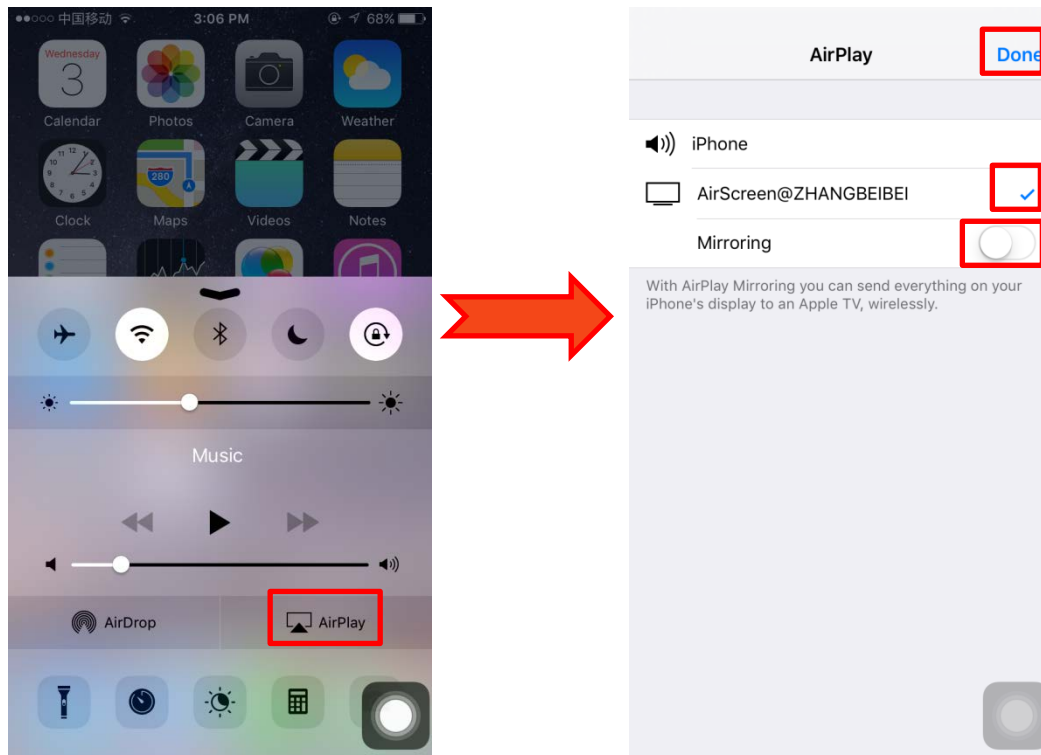 中国移动 3:06 PM 68%
Wednesday
3
Calendar Photos Camera Weather
280
Clock Maps Videos Notes
Music
AirDrop AirPlay
AirPlay Done
iPhone
AirScreen@ZHANGBEIBEI
Mirroring
With AirPlay Mirroring you can send everything on your
iPhone's display to an Apple TV, wirelessly.